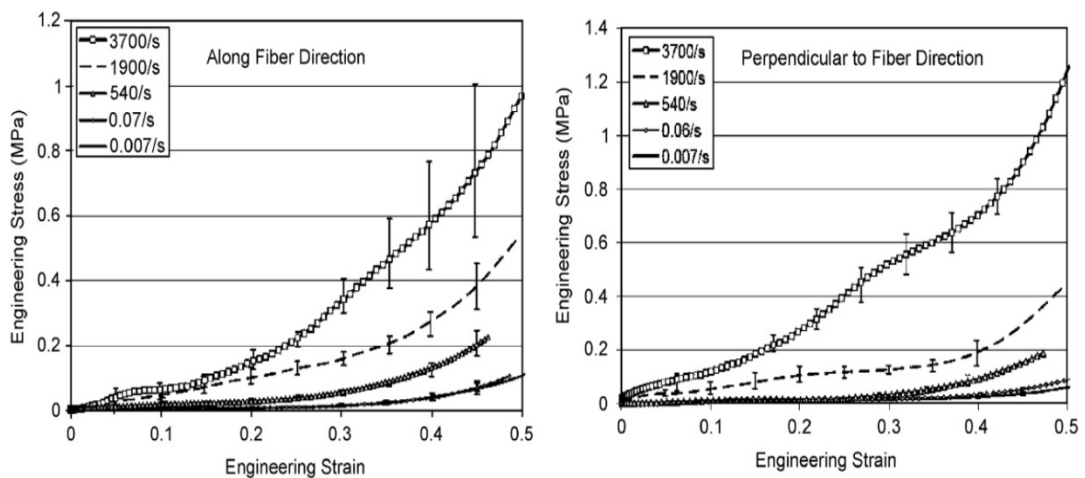 1.2
1
0.8
0.6
0.4
0.2
0
Engineering Stress (MPa)
3700/s
1900/s
540/s
0.07/s
0.007/s
Along Fiber Direction
0 0.1 0.2 0.3 0.4 0.5
Engineering Strain
1.4
1.2
1
0.8
0.6
0.4
0.2
0
Engineering Stress (MPa)
3700/s
1900/s
540/s
0.06/s
0.007/s
Perpendicular to Fiber Direction
0 0.1 0.2 0.3 0.4 0.5
Engineering Strain